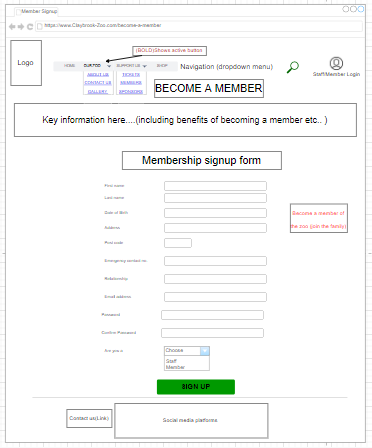 Member Signup
https://www.Claybrook-Zoo.com/become-a-member
(BOLD)Shows active button
Logo
HOME OUR ZOO SUPPORT US SHOP
Navigation (dropdown menu)
Staff/Member Login
ABOUT US TICKETS
CONTACT US MEMBERS
GALLERY SPONSORS
BECOME A MEMBER
Key information here....(including benefits of becoming a member etc.. )
Membership signup form
First name
Last name
Date of Birth
Address
Post code
Become a member of
the zoo (join the family)
Emergency contact no.
Relationship
Email address
Password
Confirm Password
Are you a
Choose
Staff
Member
SIGN UP
Contact us(Link)
Social media platforms